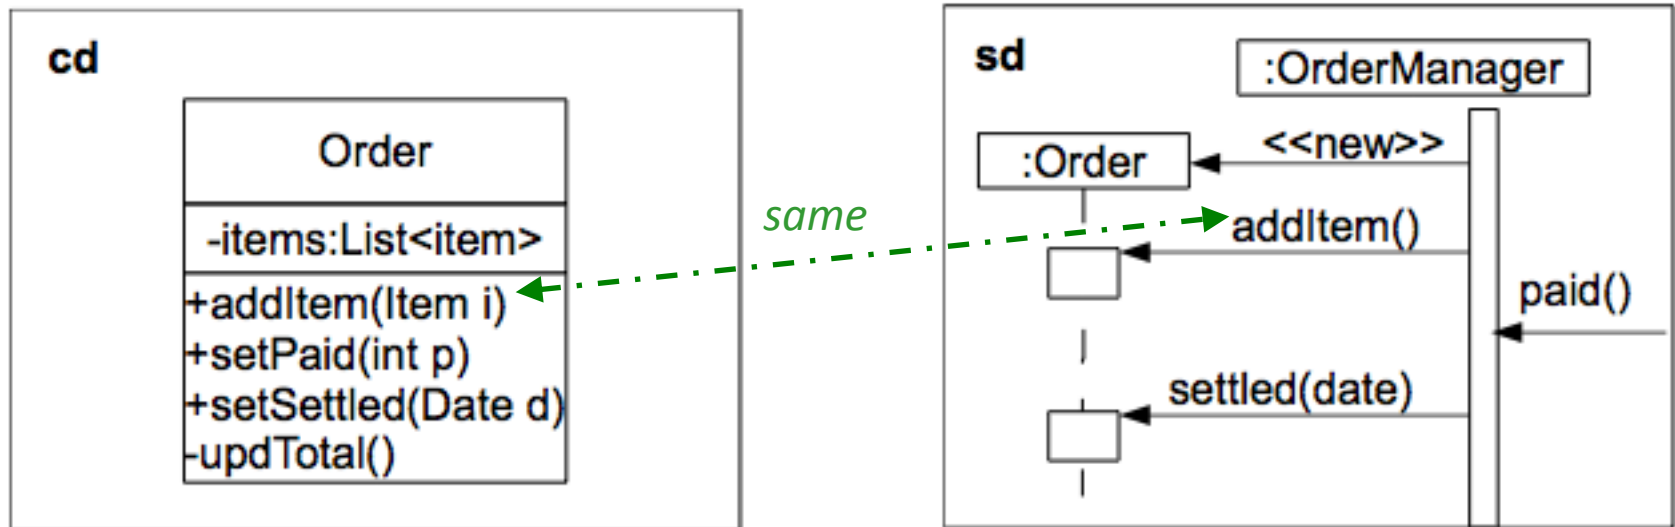 cd
Order
-items:List<item>
+addItem(Item i)
+setPaid(int p)
+setSettled(Date d)
-updTotal()
same
sd
:OrderManager
<<new>>
:Order
addItem()
paid()
settled(date)